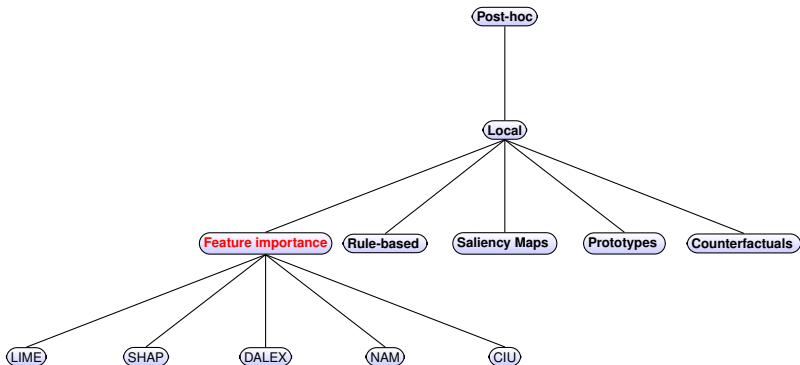 Post-hoc
Local
Feature importance
Rule-based
Saliency Maps
Prototypes
Counterfactuals
LIME
SHAP
DALEX
NAM
CIU